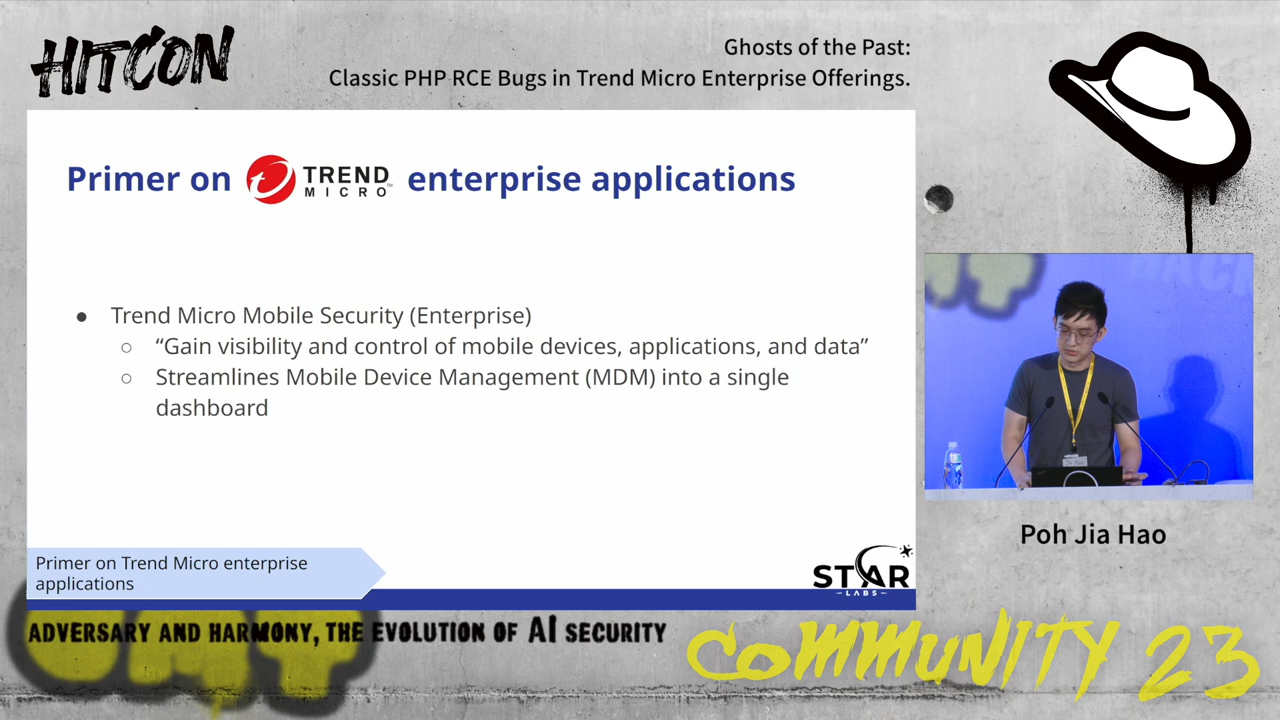 HITCON
Ghosts of the Past:
Classic PHP RCE Bugs in Trend Micro Enterprise Offerings.
Primer on TREND MICRO™ enterprise applications
● Trend Micro Mobile Security (Enterprise)
○ “Gain visibility and control of mobile devices, applications, and data”
○ Streamlines Mobile Device Management (MDM) into a single
dashboard
Primer on Trend Micro enterprise
applications
STAR
LABS
Poh Jia Hao
ADVERSARY AND HARMONY, THE EVOLUTION OF AI SECURITY
COMMUNITY 23